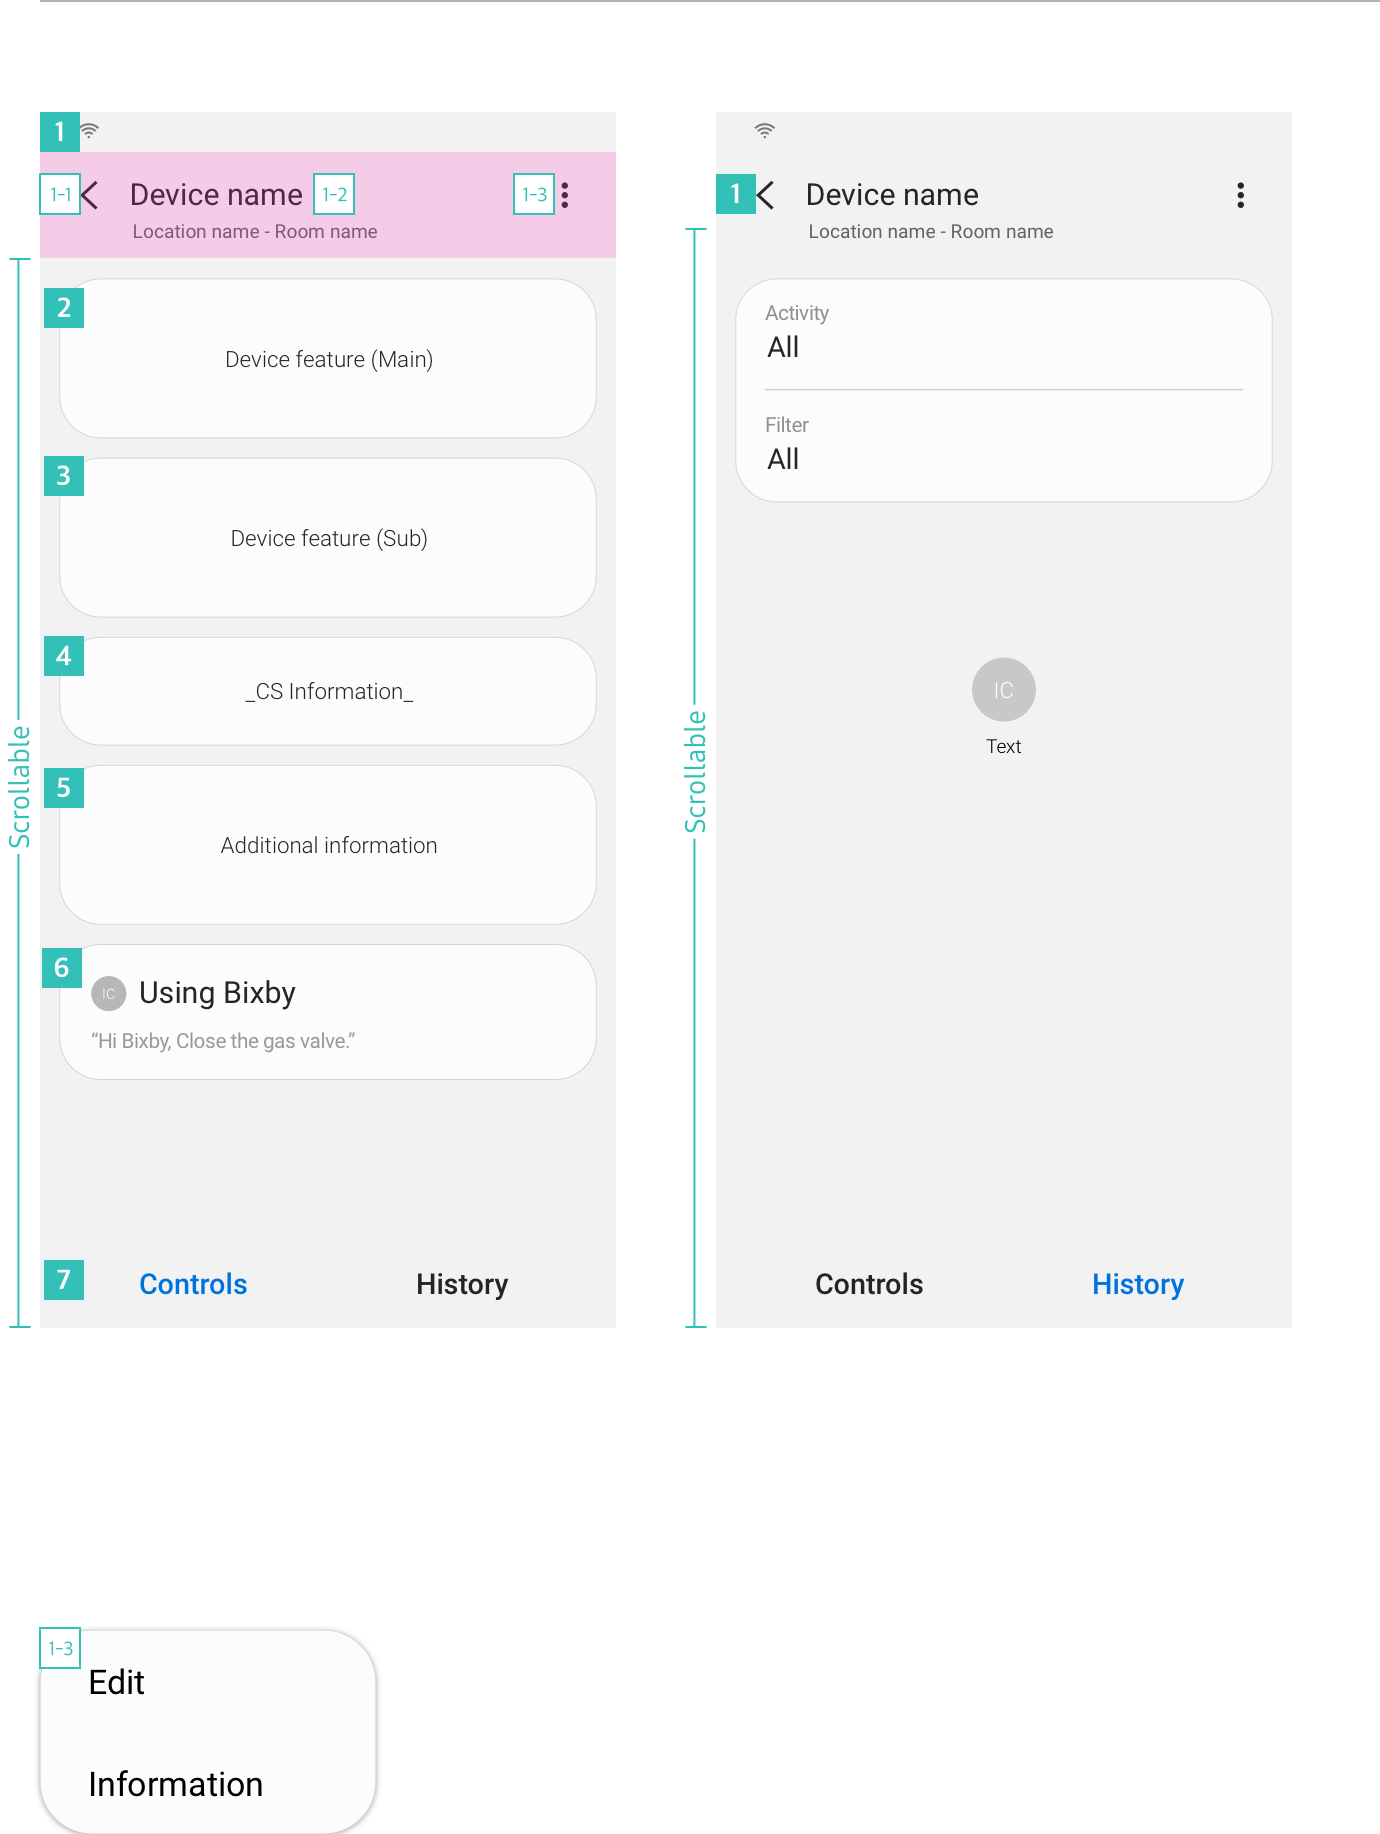 1
1-1
Device name
1-2
1-3
Location name - Room name
2
Device feature (Main)
3
Device feature (Sub)
4
_CS Information_
5
Additional information
6
IC
Using Bixby
“Hi Bixby, Close the gas valve.”
7
Controls
History
Scrollable
1
Device name
Location name - Room name
Activity
All
Filter
All
IC
Text
Controls
History
Scrollable
1-3
Edit
Information